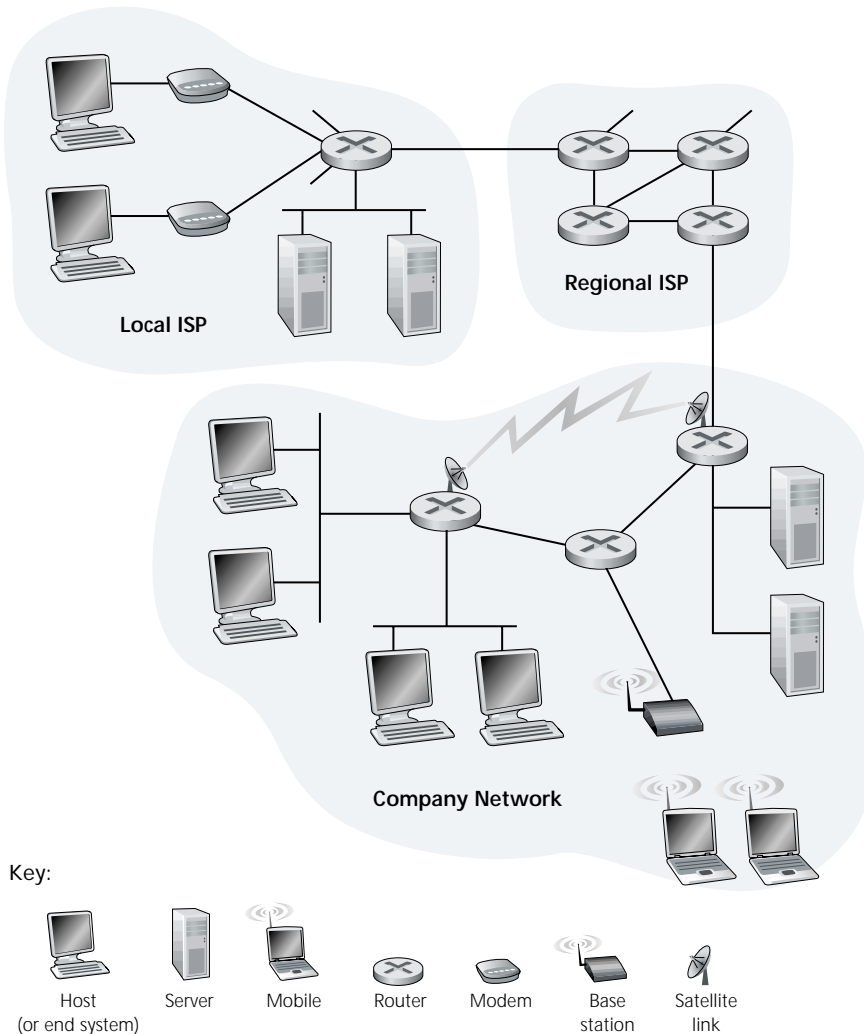 Local ISP
Regional ISP
Company Network
Key:
Host
(or end system)
Server
Mobile
Router
Modem
Base
station
Satellite
link